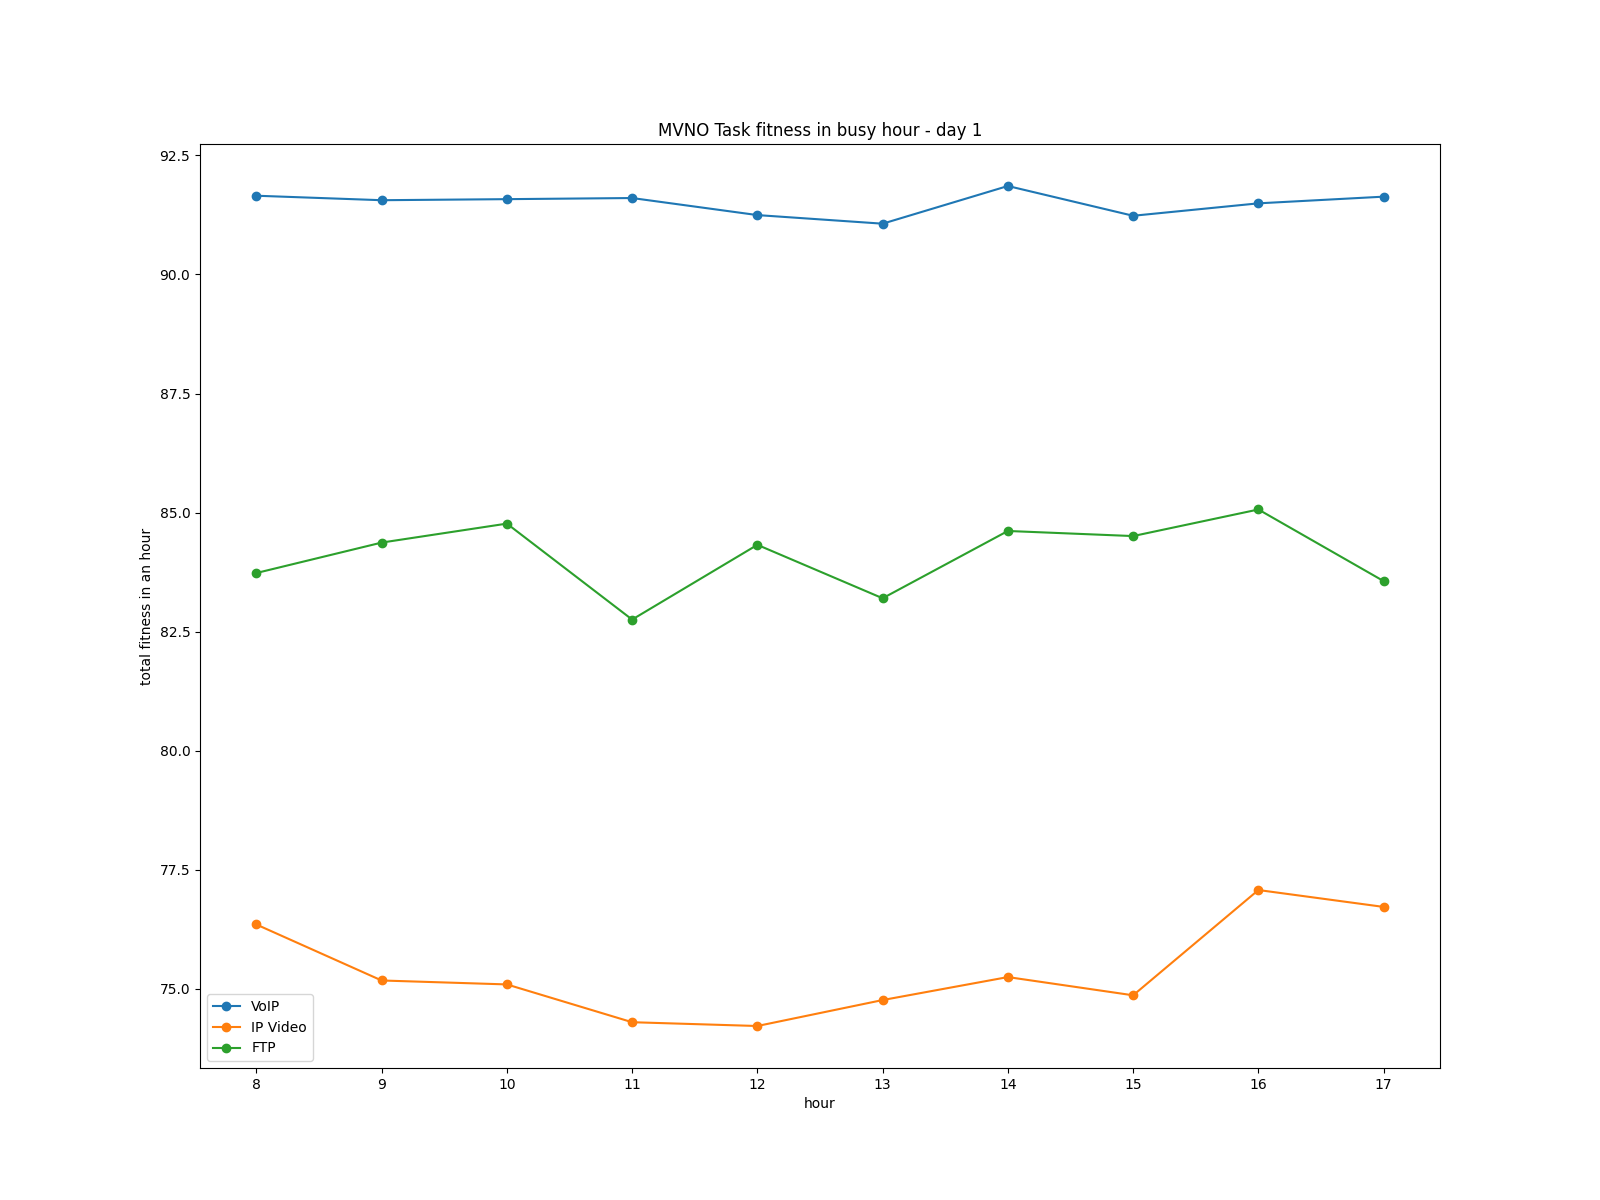 MVNO Task fitness in busy hour - day 1
92.5
90.0
87.5
85.0
82.5
80.0
77.5
75.0
total fitness in an hour
VoIP
IP Video
FTP
8 9 10 11 12 13 14 15 16 17
hour